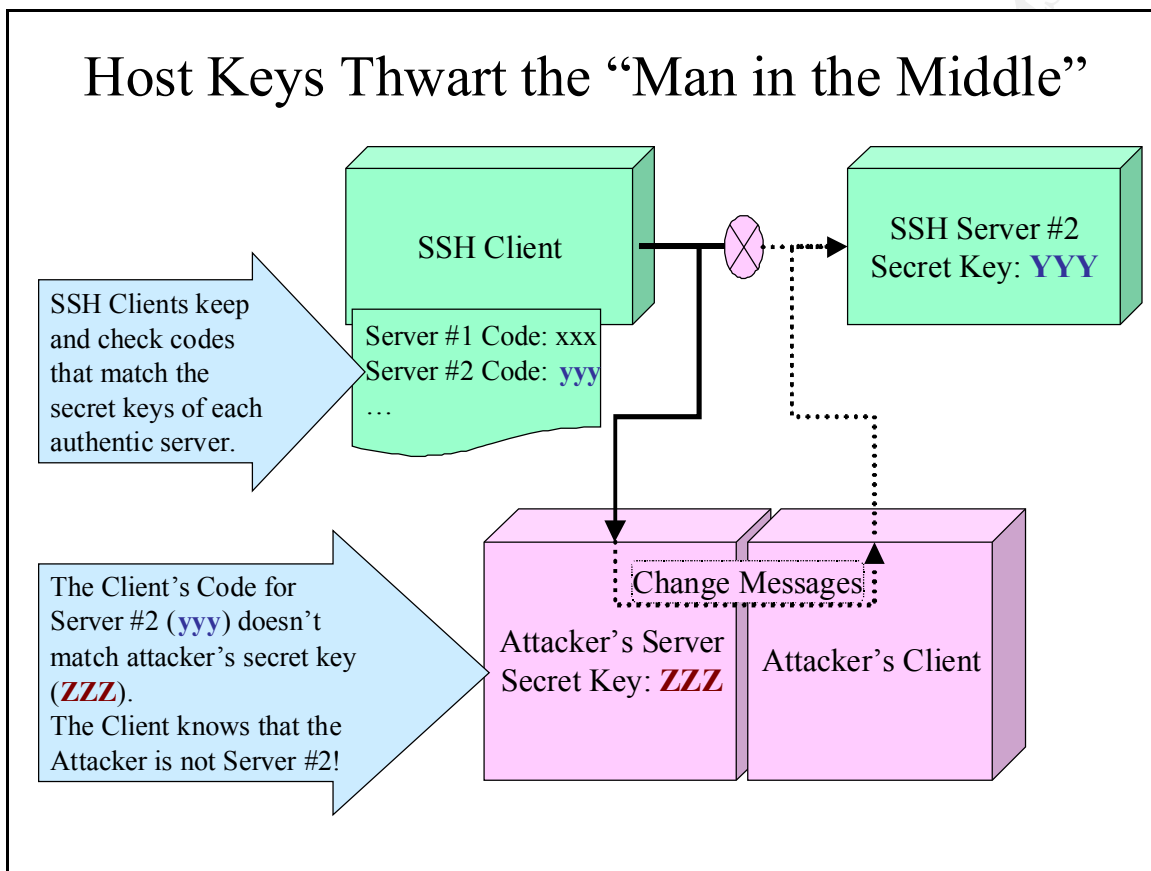 Host Keys Thwart the “Man in the Middle”
SSH Client
SSH Server #2
Secret Key: YYY
SSH Clients keep
and check codes
that match the
secret keys of each
authentic server.
Server #1 Code: xxx
Server #2 Code: yyy
…
The Client’s Code for
Server #2 (yyy) doesn’t
match attacker’s secret key
(ZZZ).
The Client knows that the
Attacker is not Server #2!
Change Messages
Attacker’s Server
Secret Key: ZZZ
Attacker’s Client